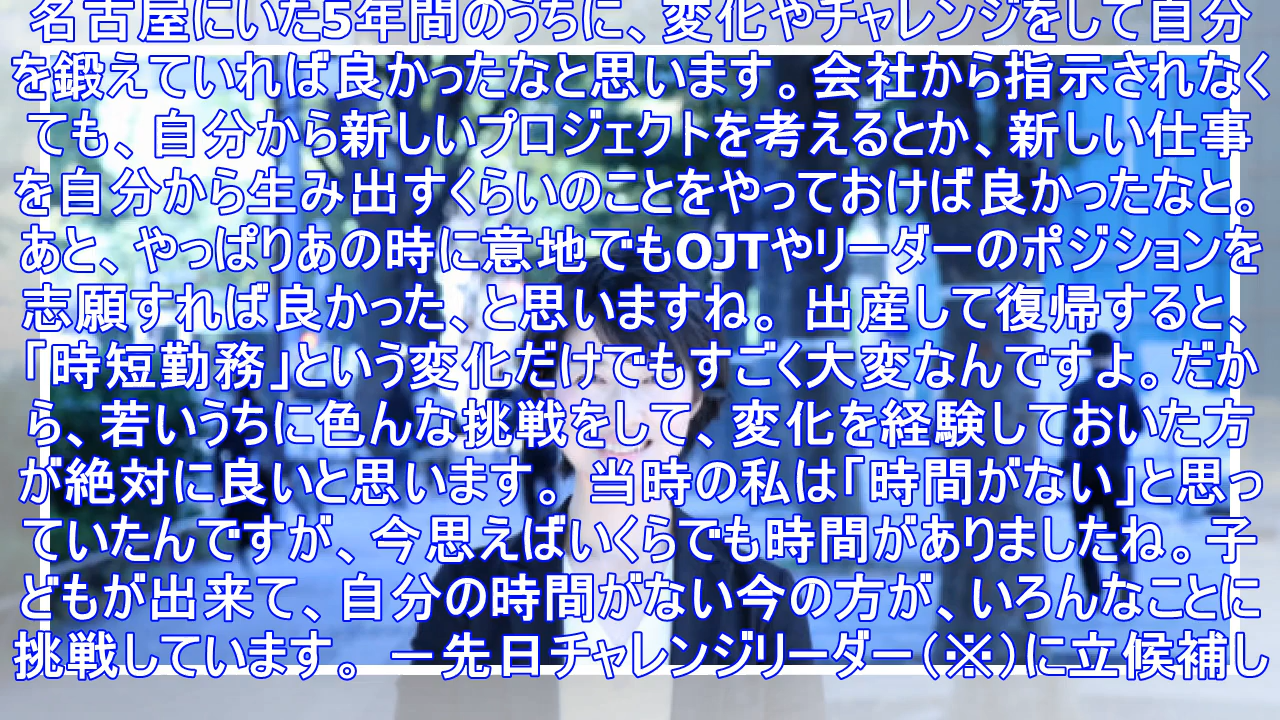 名古屋にいた5年間のうちに、変化やチャレンジをして自分
を鍛えていれば良かったなと思います。会社から指示されなく
ても、自分から新しいプロジェクトを考えるとか、新しい仕事
を自分から生み出すくらいのことをやっておけば良かったなと。
あと、やっぱりあの時に意地でもOJTやリーダーのポジションを
志願すれば良かった、と思いますね。 出産して復帰すると、
「時短勤務」という変化だけでもすごく大変なんですよ。だか
ら、若いうちに色んな挑戦をして、変化を経験しておいた方
が絶対に良いと思います。 当時の私は「時間がない」と思っ
ていたんですが、今思えばいくらでも時間がありましたね。子
どもが出来て、自分の時間がない今の方が、いろんなことに
挑戦しています。 ー先日チャレンジリーダー（※）に立候補し